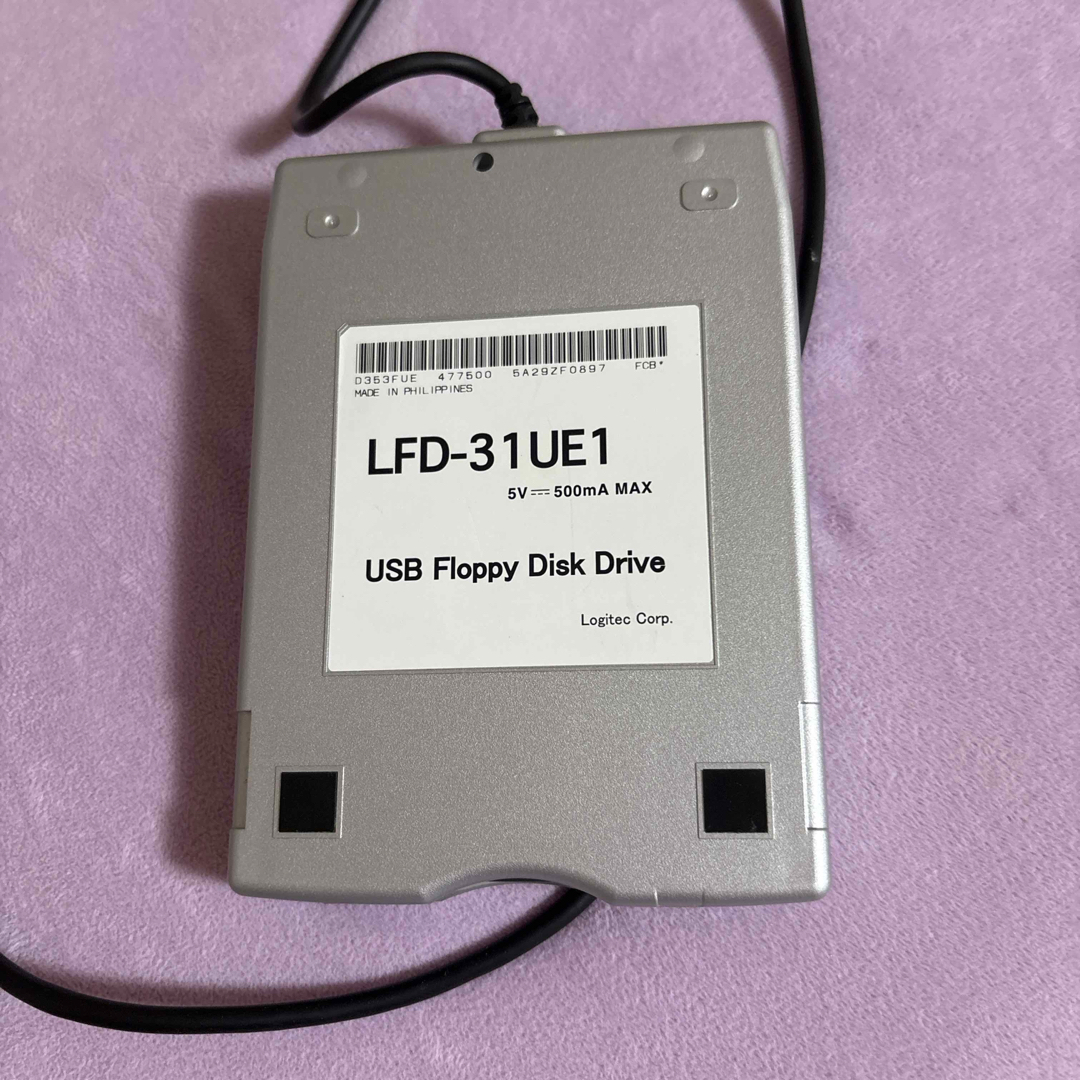 D353FUE 477500 5A29ZF0897 FCB*
MADE IN PHILIPPINES
LFD-31UE1
5V⎓500mA MAX
USB Floppy Disk Drive
Logitec Corp.